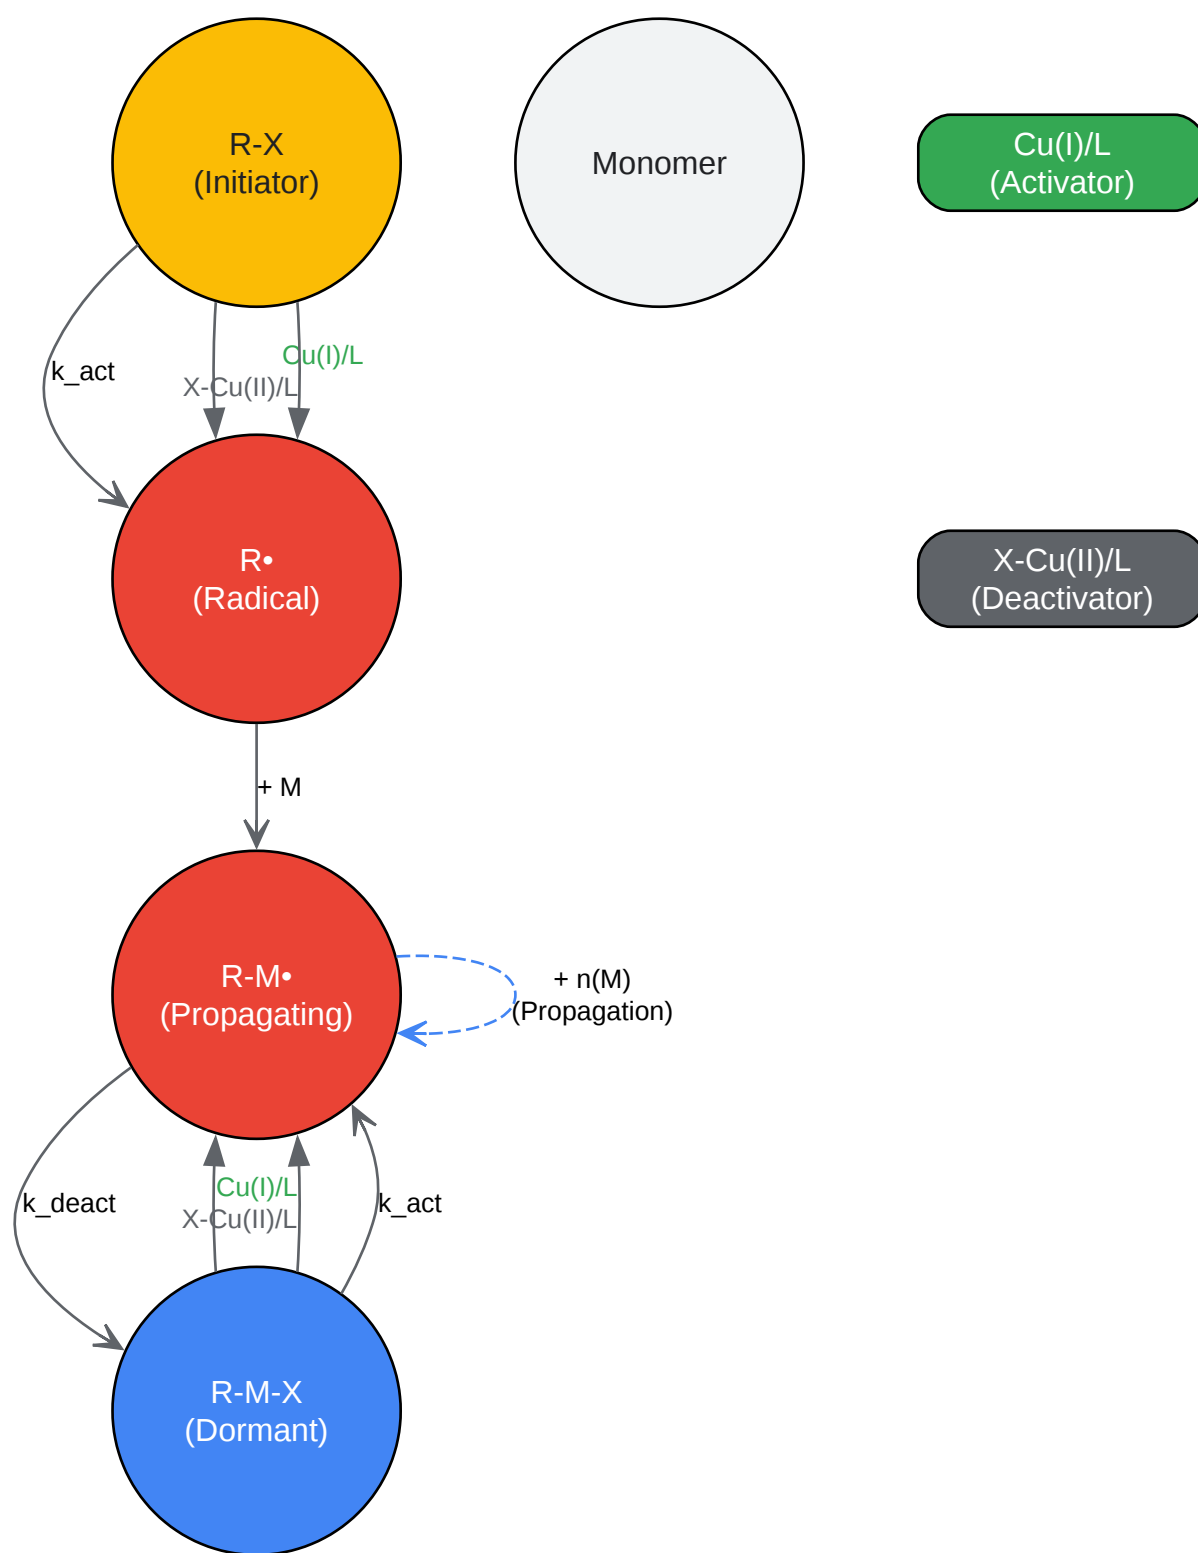 R-X
(Initiator)
Monomer
Cu(I)/L
(Activator)
k_act
Cu(I)/L
X-Cu(II)/L
R•
(Radical)
X-Cu(II)/L
(Deactivator)
+ M
R-M•
(Propagating)
+ n(M)
(Propagation)
k_deact
Cu(I)/L
X-Cu(II)/L
k_act
R-M-X
(Dormant)